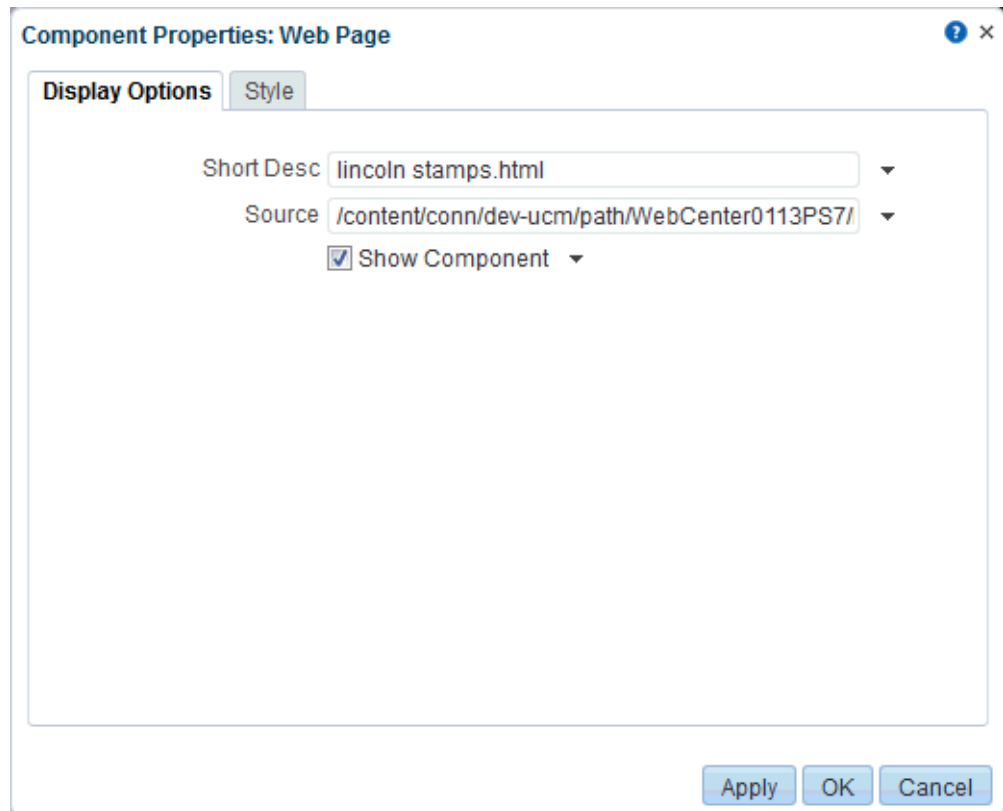 Component Properties: Web Page
Display Options Style
Short Desc lincoln stamps.html
Source /content/conn/dev-ucm/path/WebCenter0113PS7/
Show Component
Apply OK Cancel